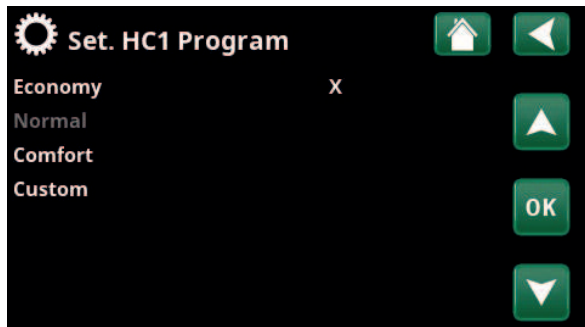 Set. HC1 Program
Economy X
Normal
Comfort
Custom
OK